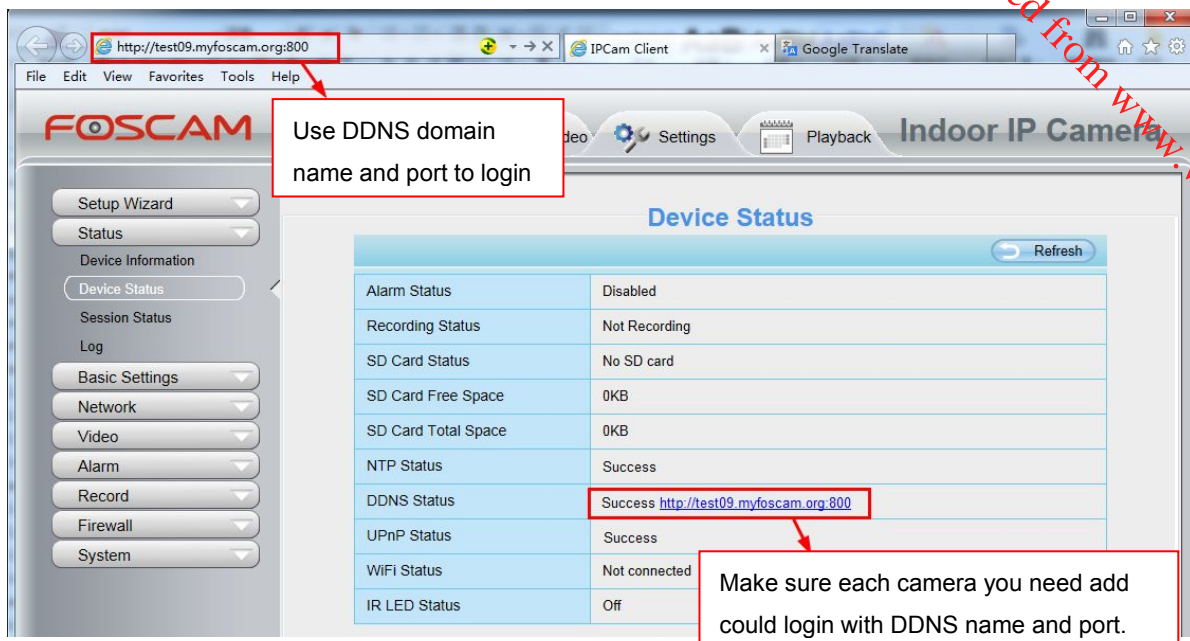 ed from www.
http://test09.myfoscam.org:800
IPCam Client
Google Translate
File Edit View Favorites Tools Help
FOSCAM
Use DDNS domain
name and port to login
deo
Settings
Playback
Indoor IP Camera
Setup Wizard
Status
Device Information
Device Status
Session Status
Log
Basic Settings
Network
Video
Alarm
Record
Firewall
System
Device Status
Refresh
Alarm Status Disabled
Recording Status Not Recording
SD Card Status No SD card
SD Card Free Space 0KB
SD Card Total Space 0KB
NTP Status Success
DDNS Status Success http://test09.myfoscam.org:800
UPnP Status Success
WiFi Status Not connected
IR LED Status Off
Make sure each camera you need add
could login with DDNS name and port.